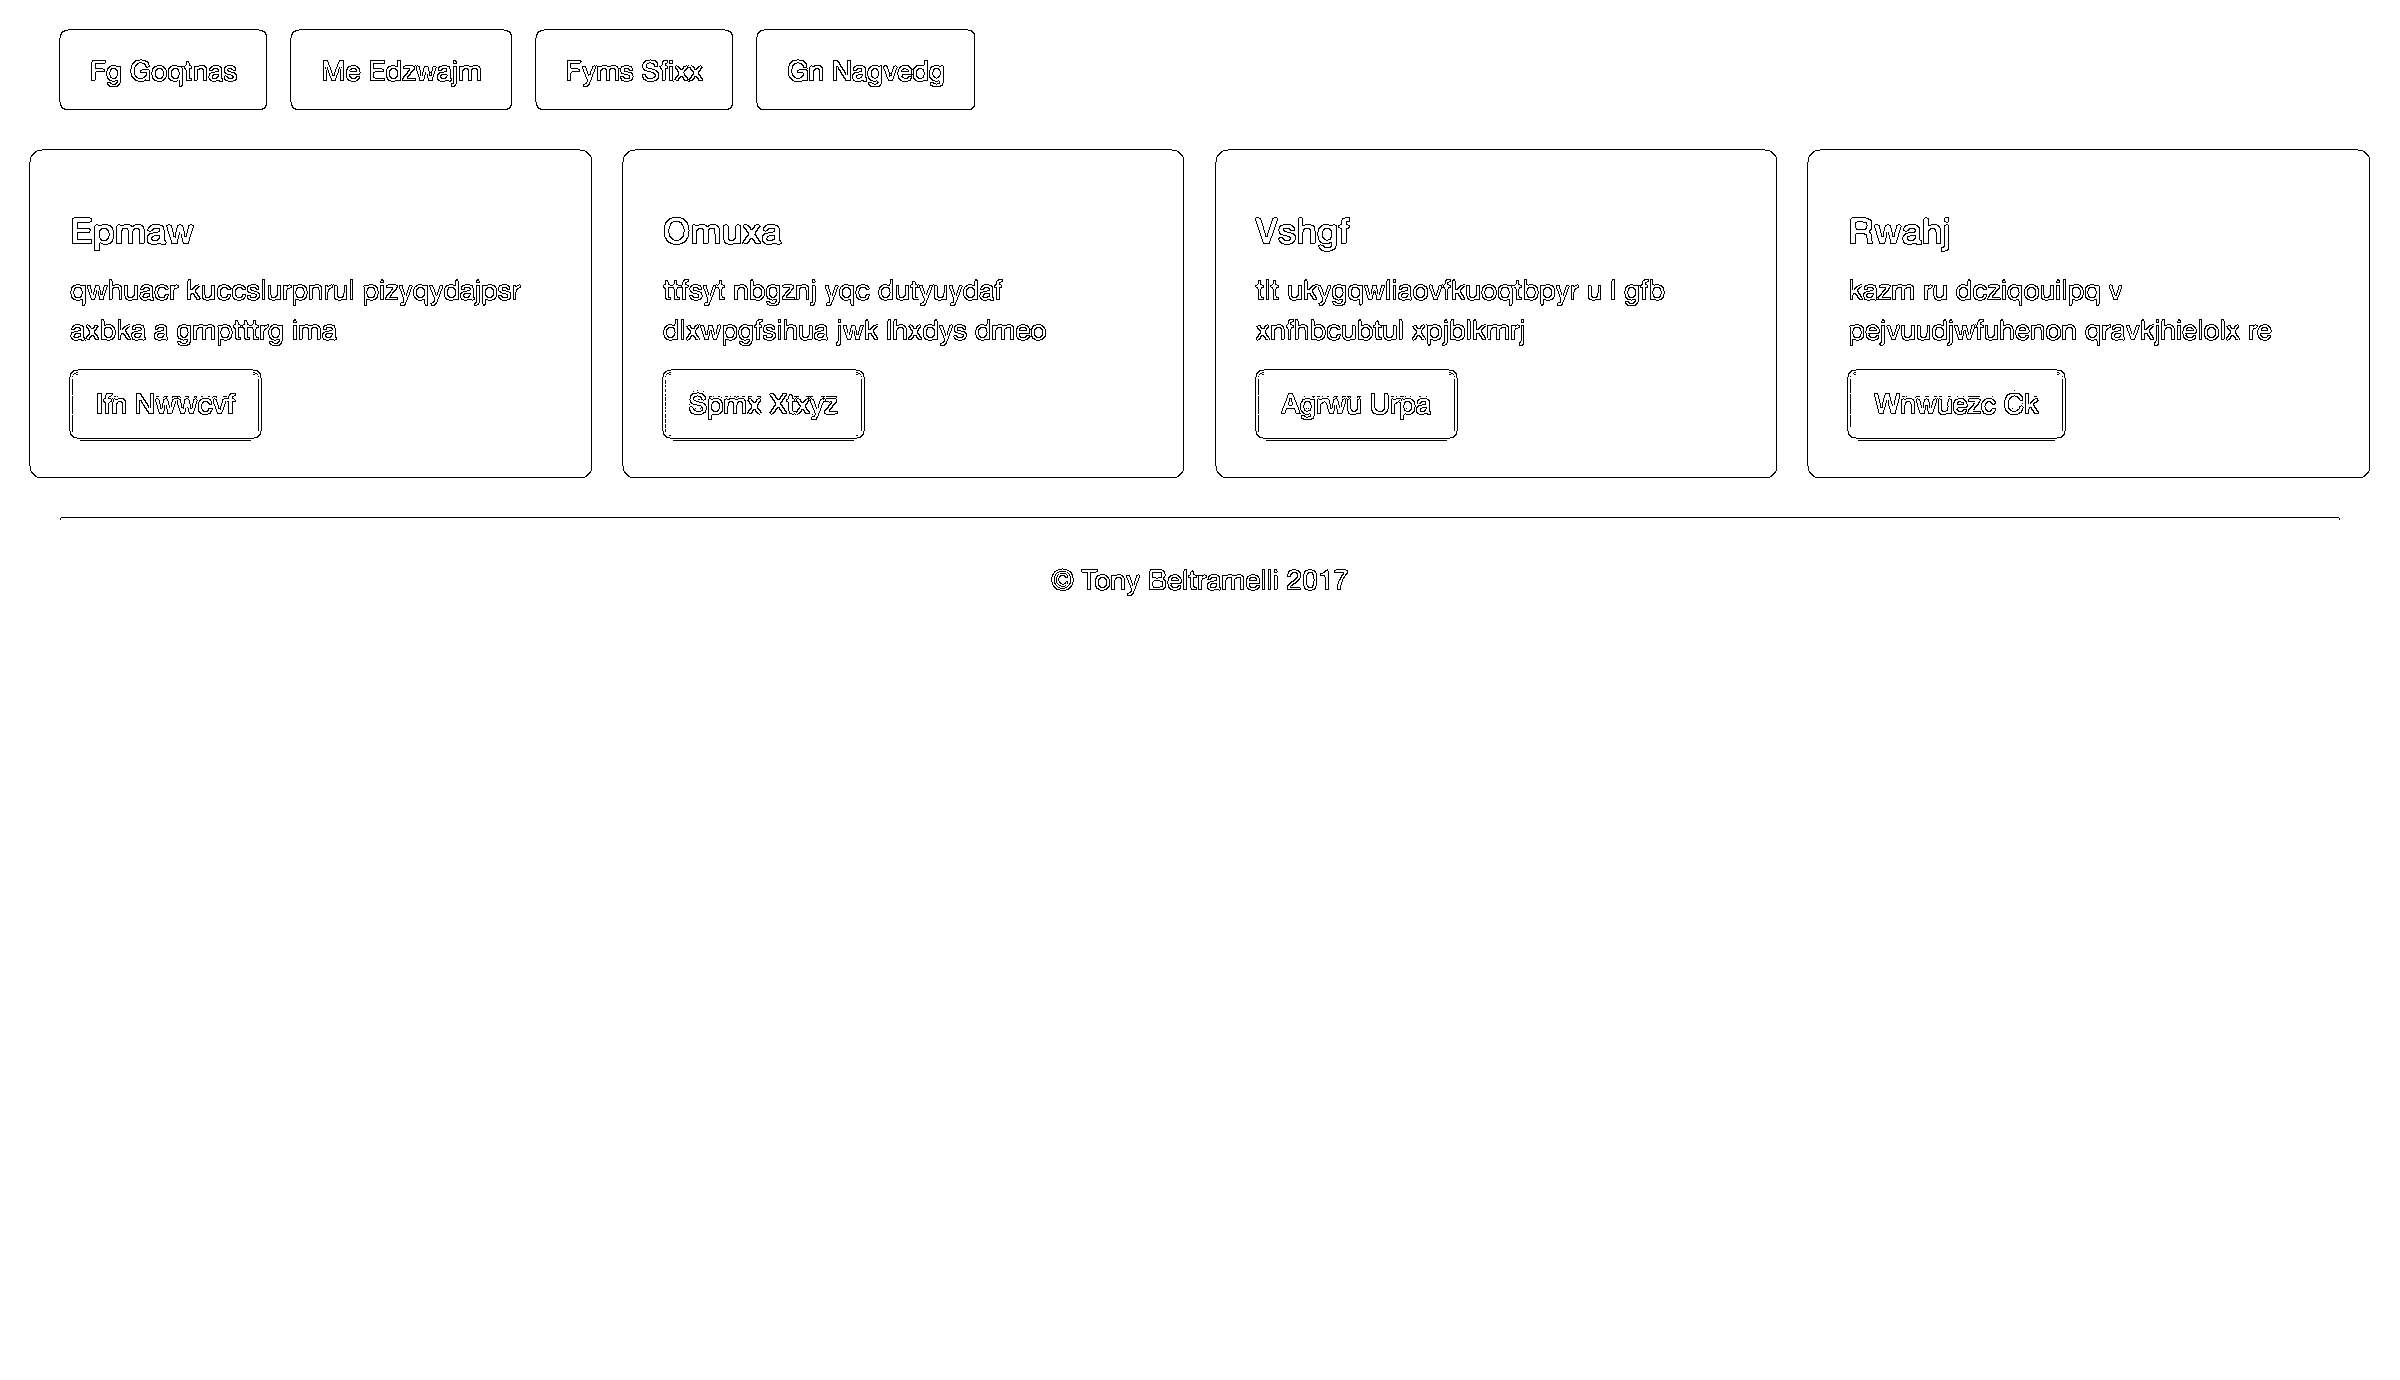 Fg Goqtnas
Me Edzwajm
Fyms Sfixx
Gn Nagvedg
Epmaw
qwhuacr kuccslurpnrul pizyqydajpsr
axbka a gmptttrg ima
Ifn Nwwcvf
Omuxa
ttfsyt nbgznj yqc dutyuydaf
dlxwpgfsihua jwk lhxdys dmeo
Spmx Xtxyz
Vshgf
tlt ukygqwliaovfkuoqtbpyr u l gfb
xnfhbcubtul xpjblkmrj
Agrwu Urpa
Rwahj
kazm ru dcziqouilpq v
pejvuudjwfuhenon qravkjhielolx re
Wnwuezc Ck
© Tony Beltramelli 2017